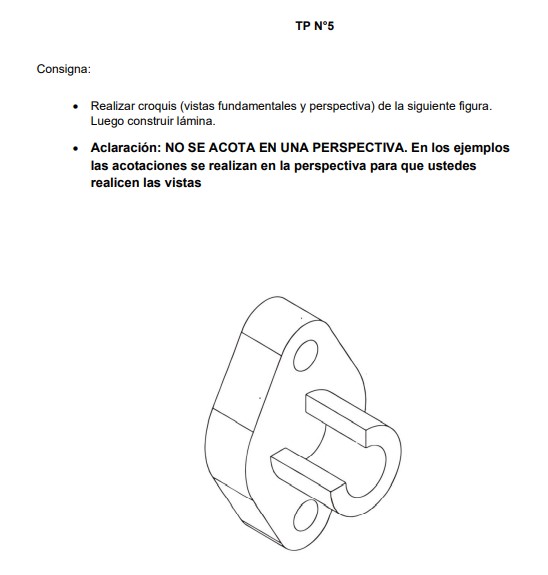 TP N°5
Consigna:
• Realizar croquis (vistas fundamentales y perspectiva) de la siguiente figura.
Luego construir lámina.
• Aclaración: NO SE ACOTA EN UNA PERSPECTIVA. En los ejemplos
las acotaciones se realizan en la perspectiva para que ustedes
realicen las vistas